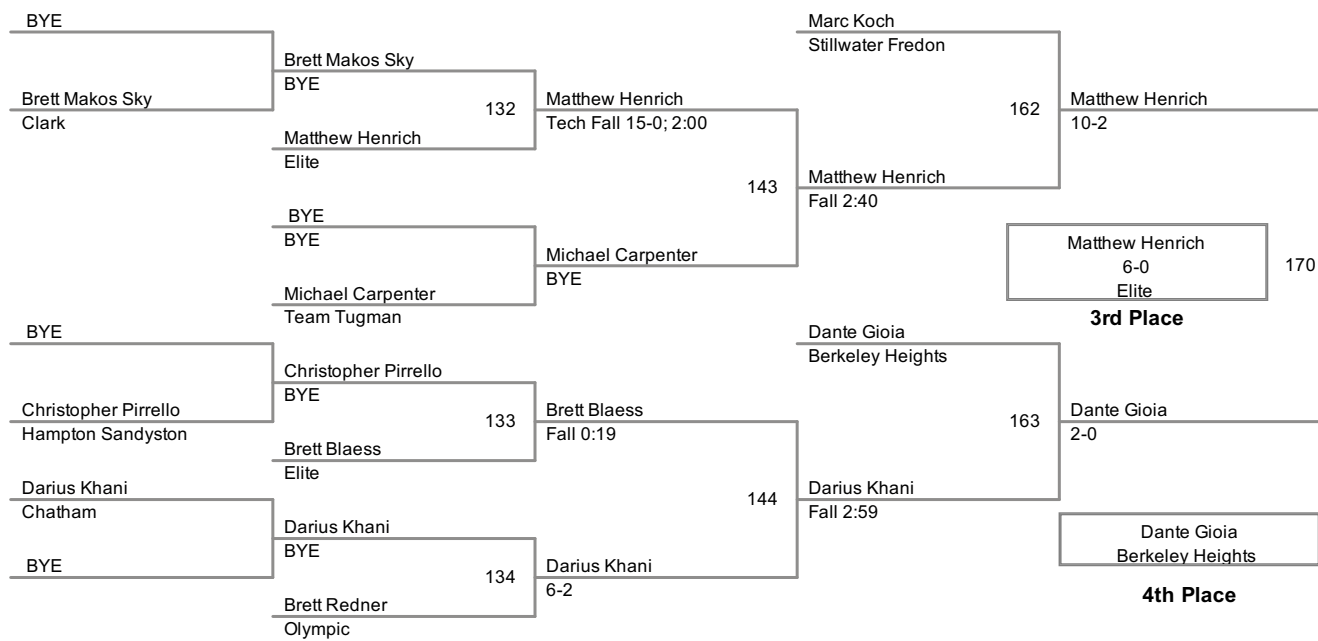 BYE
Marc Koch
Stillwater Fredon
Brett Makos Sky
BYE
Brett Makos Sky
Clark
132
Matthew Henrich
Tech Fall 15-0; 2:00
162
Matthew Henrich
10-2
Matthew Henrich
Elite
143
Matthew Henrich
Fall 2:40
BYE
BYE
Michael Carpenter
BYE
Matthew Henrich
6-0
Elite
170
3rd Place
Michael Carpenter
Team Tugman
BYE
Dante Gioia
Berkeley Heights
Christopher Pirrello
BYE
Christopher Pirrello
Hampton Sandyston
133
Brett Blaess
Fall 0:19
163
Dante Gioia
2-0
Brett Blaess
Elite
Darius Khani
Chatham
144
Darius Khani
Fall 2:59
Darius Khani
BYE
Dante Gioia
Berkeley Heights
BYE
134
Darius Khani
6-2
4th Place
Brett Redner
Olympic